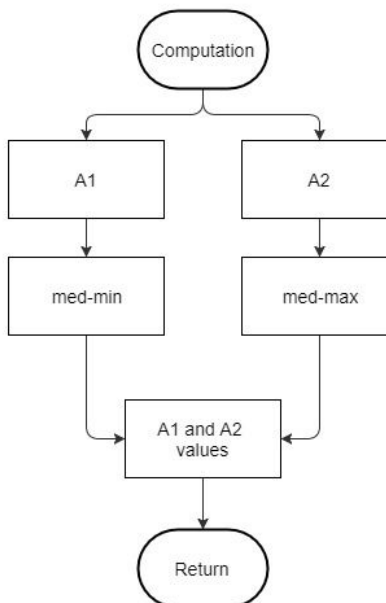 Computation
A1
A2
med-min
med-max
A1 and A2
values
Return